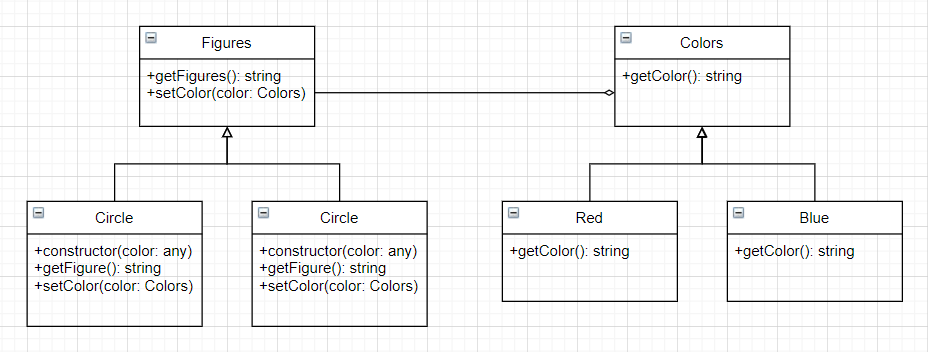 Figures
+getFigures(): string
+setColor(color: Colors)
Colors
+getColor(): string
Circle
+constructor(color: any)
+getFigure(): string
+setColor(color: Colors)
Circle
+constructor(color: any)
+getFigure(): string
+setColor(color: Colors)
Red
+getColor(): string
Blue
+getColor(): string